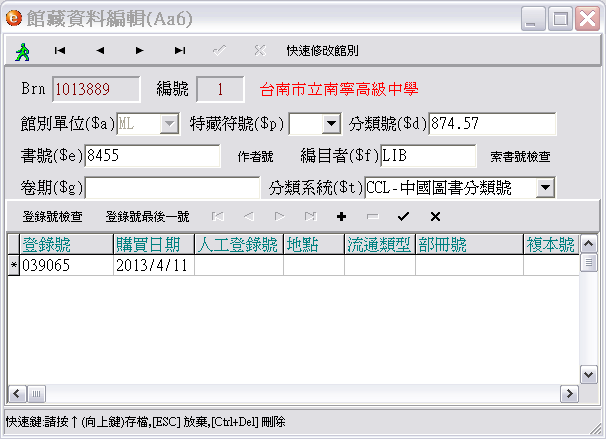 館藏資料編輯(Aa6)
快速修改館別
Brn 1013889 編號 1 台南市立南寧高級中學
館別單位($a) ML 特藏符號($p) 分類號($d) 874.57
書號($e) 8455 作者號 編目者($f) LIB 索書號檢查
卷期($g) 分類系統($t) CCL-中國圖書分類號
登錄號檢查 登錄號最後一號
登錄號 購買日期 人工登錄號 地點 流通類型 部冊號 複本號
* 039065 2013/4/11
快速鍵:請按↑(向上鍵)存檔,[ESC] 放棄,[Ctrl+Del] 刪除